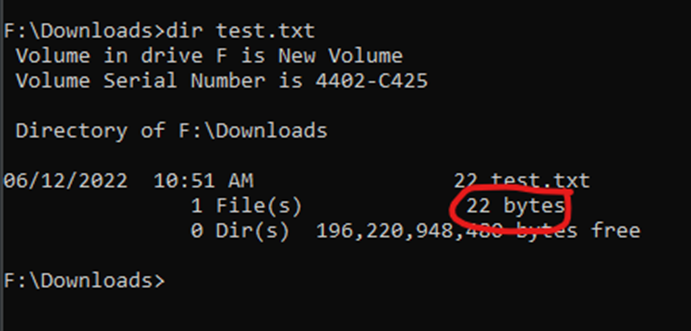 F:\Downloads>dir test.txt
Volume in drive F is New Volume
Volume Serial Number is 4402-C425
Directory of F:\Downloads
06/12/2022 10:51 AM 22 test.txt
1 File(s) 22 bytes
0 Dir(s) 196,220,948,480 bytes free
F:\Downloads>